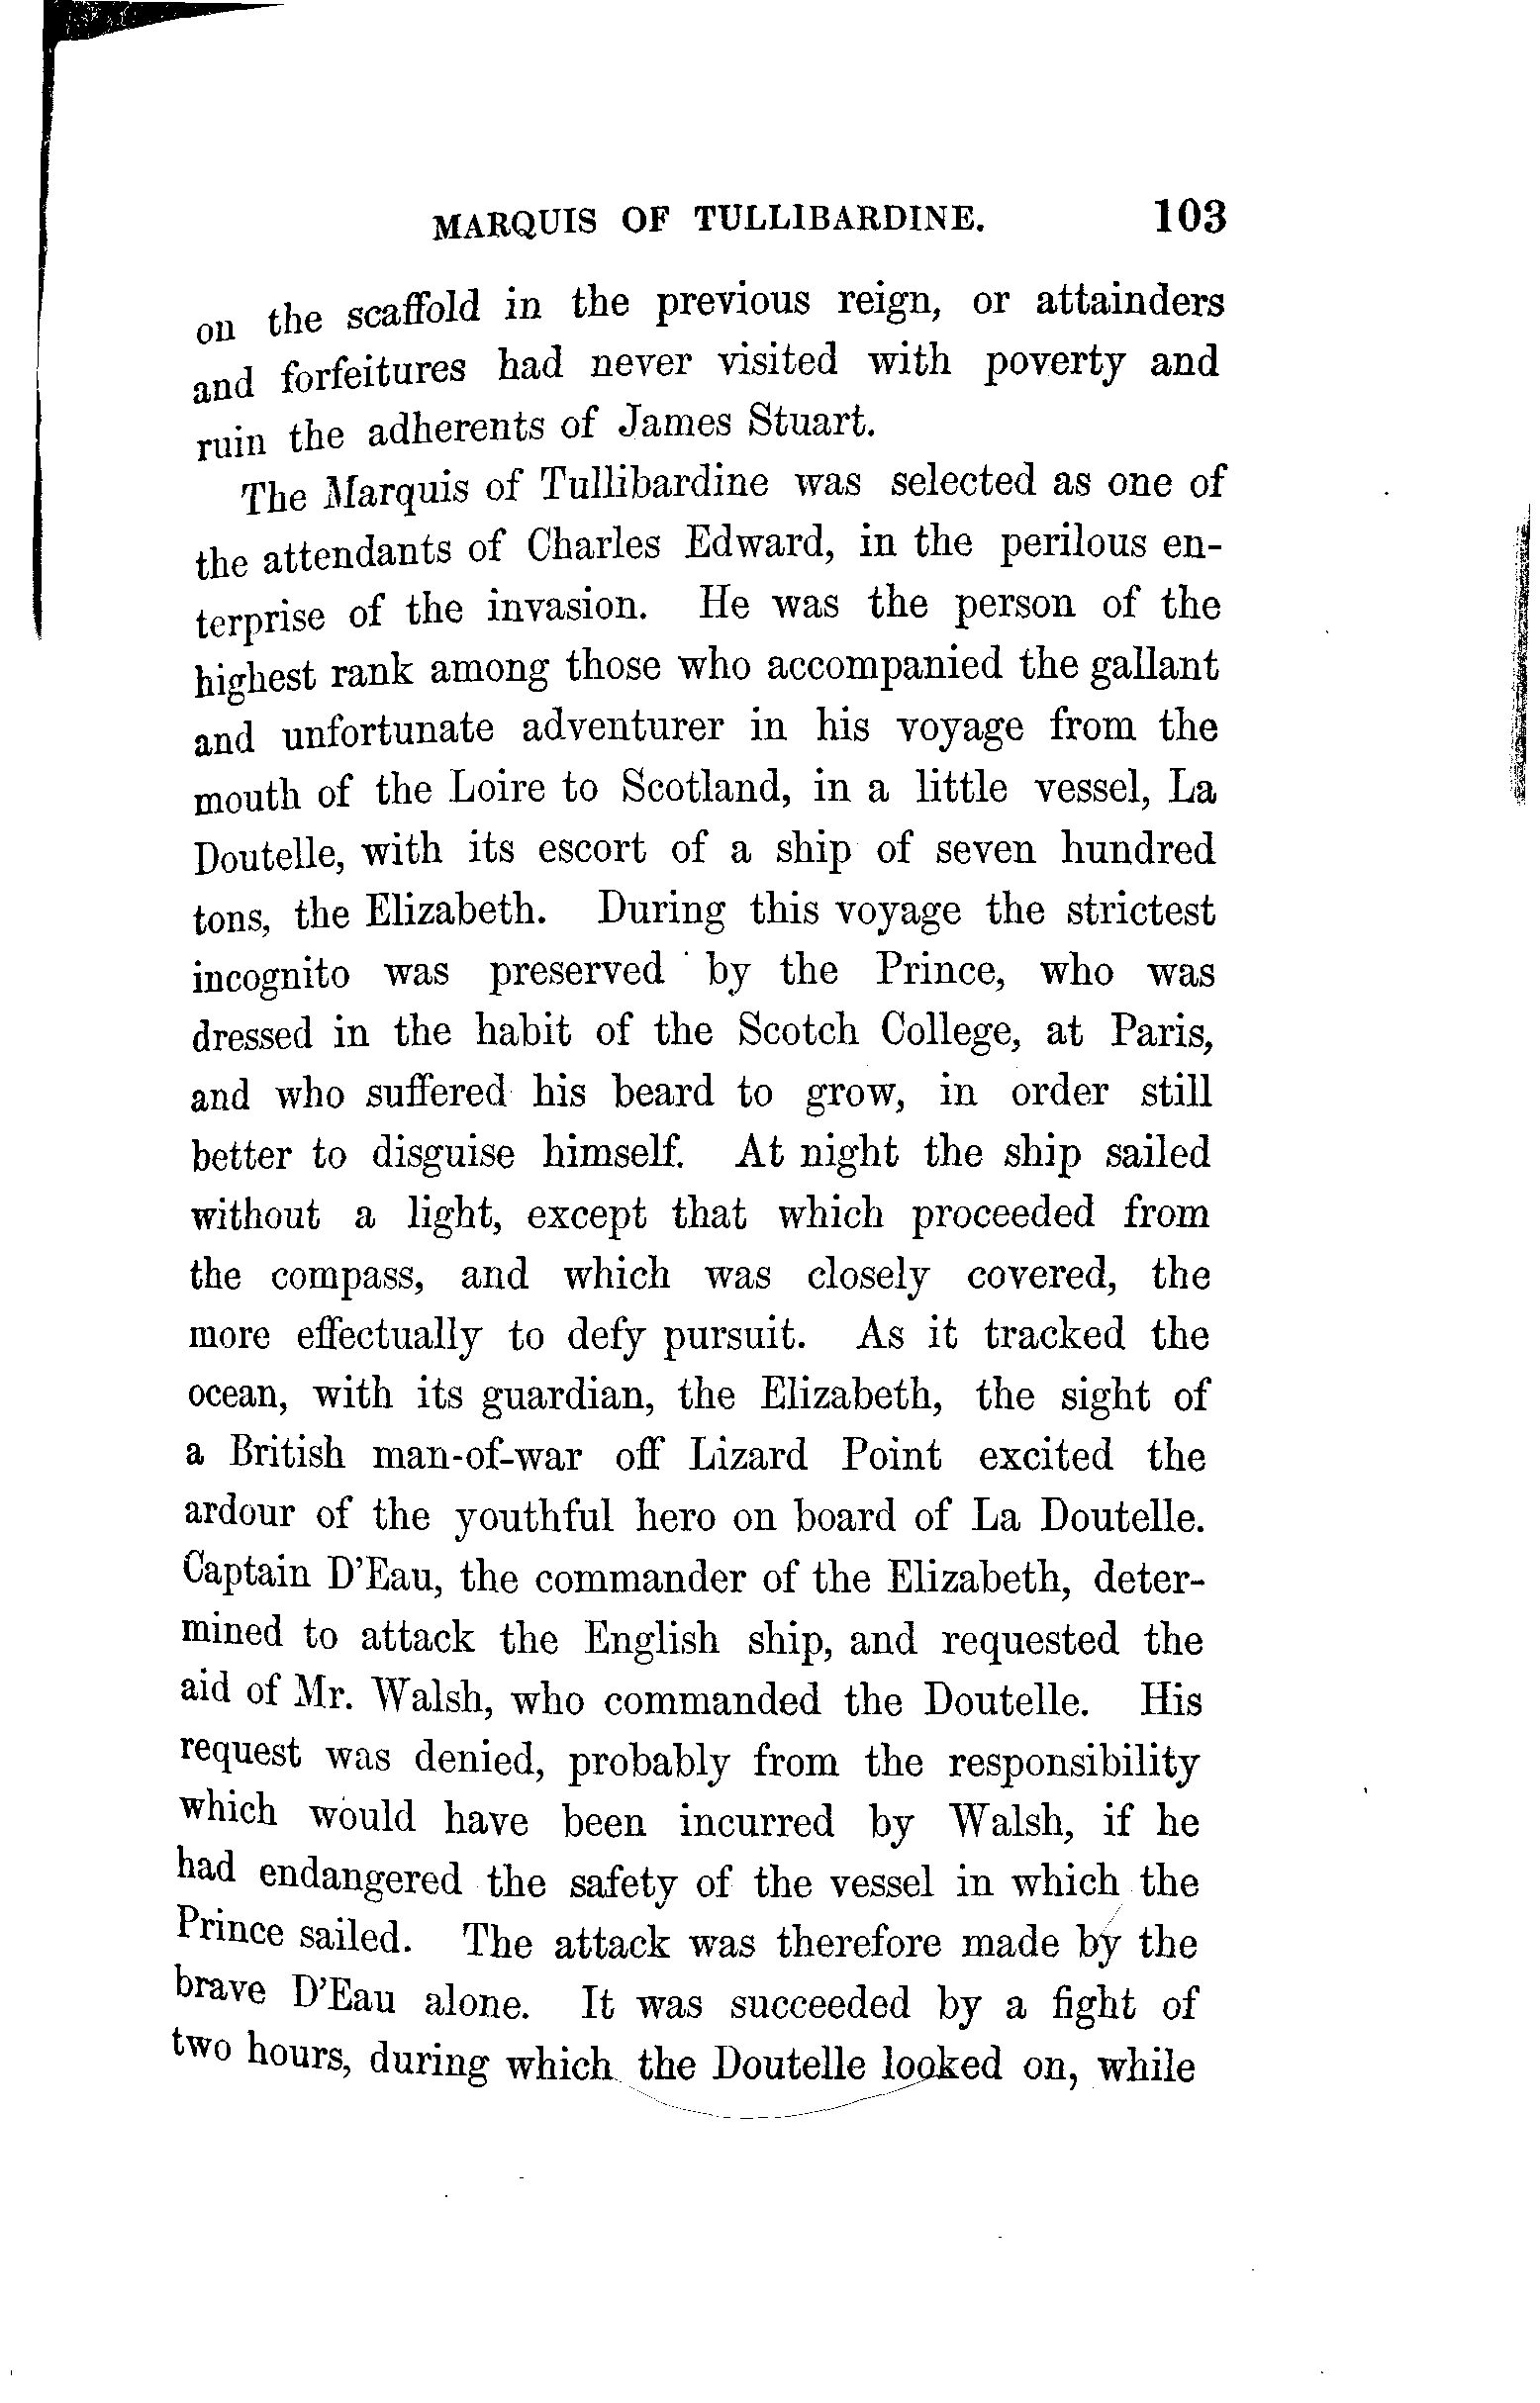 MARQUIS OF TULLIBARDINE. 103
on the scaffold in the previous reign, or attainders
and forfeitures had never visited with poverty and
ruin the adherents of James Stuart.
The Marquis of Tullibardine was selected as one of
the attendants of Charles Edward, in the perilous en-
terprise of the invasion. He was the person of the
highest rank among those who accompanied the gallant
and unfortunate adventurer in his voyage from the
mouth of the Loire to Scotland, in a little vessel, La
Doutelle, with its escort of a ship of seven hundred
tons, the Elizabeth. During this voyage the strictest
incognito was preserved by the Prince, who was
dressed in the habit of the Scotch College, at Paris,
and who suffered his beard to grow, in order still
better to disguise himself. At night the ship sailed
without a light, except that which proceeded from
the compass, and which was closely covered, the
more effectually to defy pursuit. As it tracked the
ocean, with its guardian, the Elizabeth, the sight of
a British man-of-war off Lizard Point excited the
ardour of the youthful hero on board of La Doutelle.
Captain D'Eau, the commander of the Elizabeth, deter-
mined to attack the English ship, and requested the
aid of Mr. Walsh, who commanded the Doutelle. His
request was denied, probably from the responsibility
which would have been incurred by Walsh, if he
had endangered the safety of the vessel in which the
Prince sailed. The attack was therefore made by the
brave D'Eau alone. It was succeeded by a fight of
two hours, during which the Doutelle looked on, while